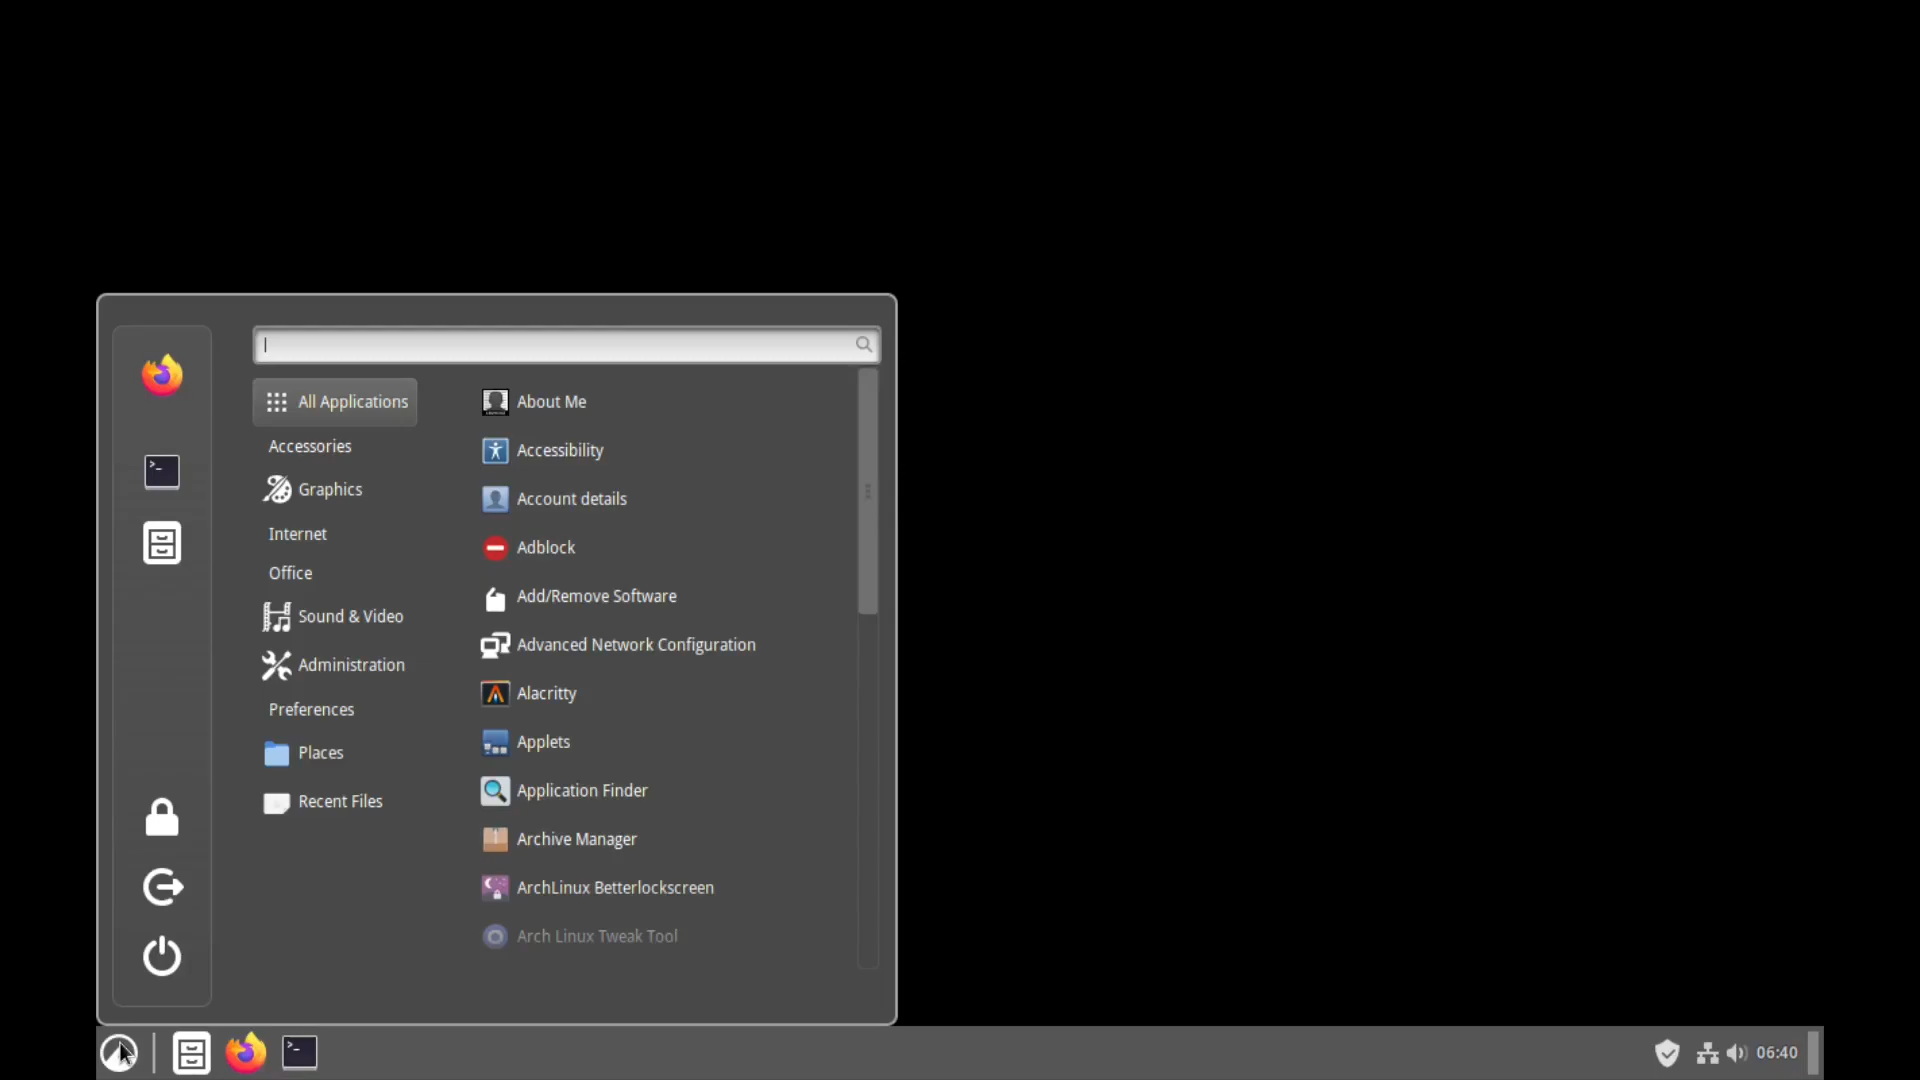 All Applications
Accessories
Graphics
Internet
Office
Sound & Video
Administration
Preferences
Places
Recent Files
About Me
Accessibility
Account details
Adblock
Add/Remove Software
Advanced Network Configuration
Alacritty
Applets
Application Finder
Archive Manager
ArchLinux Betterlockscreen
Arch Linux Tweak Tool
06:40